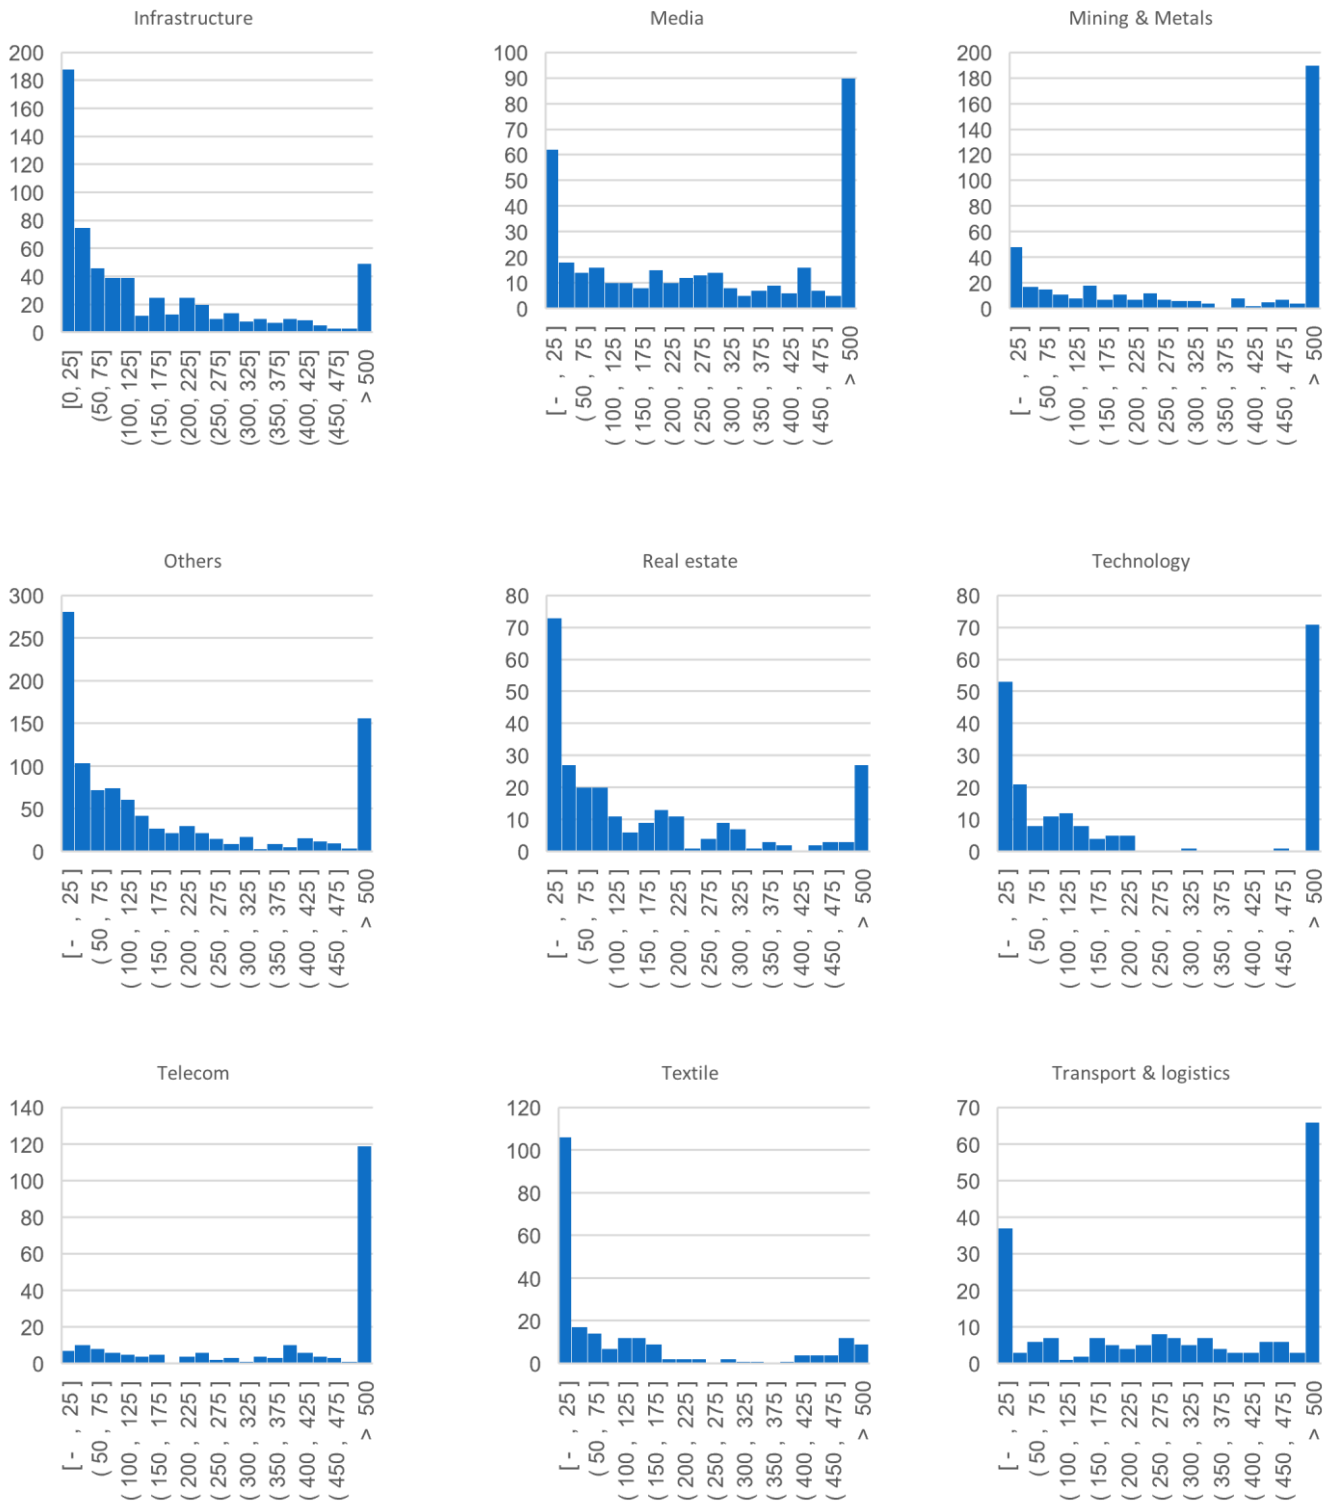 Infrastructure
200
180
160
140
120
100
80
60
40
20
0
[0, 25]
(50, 75]
(100, 125]
(150, 175]
(200, 225]
(250, 275]
(300, 325]
(350, 375]
(400, 425]
(450, 475]
> 500
Media
100
90
80
70
60
50
40
30
20
10
0
[ - , 25 ]
( 50 , 75 ]
( 100 , 125 ]
( 150 , 175 ]
( 200 , 225 ]
( 250 , 275 ]
( 300 , 325 ]
( 350 , 375 ]
( 400 , 425 ]
( 450 , 475 ]
> 500
Mining & Metals
200
180
160
140
120
100
80
60
40
20
0
[ - , 25 ]
( 50 , 75 ]
( 100 , 125 ]
( 150 , 175 ]
( 200 , 225 ]
( 250 , 275 ]
( 300 , 325 ]
( 350 , 375 ]
( 400 , 425 ]
( 450 , 475 ]
> 500
Others
300
250
200
150
100
50
0
[ - , 25 ]
( 50 , 75 ]
( 100 , 125 ]
( 150 , 175 ]
( 200 , 225 ]
( 250 , 275 ]
( 300 , 325 ]
( 350 , 375 ]
( 400 , 425 ]
( 450 , 475 ]
> 500
Real estate
80
70
60
50
40
30
20
10
0
[ - , 25 ]
( 50 , 75 ]
( 100 , 125 ]
( 150 , 175 ]
( 200 , 225 ]
( 250 , 275 ]
( 300 , 325 ]
( 350 , 375 ]
( 400 , 425 ]
( 450 , 475 ]
> 500
Technology
80
70
60
50
40
30
20
10
0
[ - , 25 ]
( 50 , 75 ]
( 100 , 125 ]
( 150 , 175 ]
( 200 , 225 ]
( 250 , 275 ]
( 300 , 325 ]
( 350 , 375 ]
( 400 , 425 ]
( 450 , 475 ]
> 500
Telecom
140
120
100
80
60
40
20
0
[ - , 25 ]
( 50 , 75 ]
( 100 , 125 ]
( 150 , 175 ]
( 200 , 225 ]
( 250 , 275 ]
( 300 , 325 ]
( 350 , 375 ]
( 400 , 425 ]
( 450 , 475 ]
> 500
Textile
120
100
80
60
40
20
0
[ - , 25 ]
( 50 , 75 ]
( 100 , 125 ]
( 150 , 175 ]
( 200 , 225 ]
( 250 , 275 ]
( 300 , 325 ]
( 350 , 375 ]
( 400 , 425 ]
( 450 , 475 ]
> 500
Transport & logistics
70
60
50
40
30
20
10
0
[ - , 25 ]
( 50 , 75 ]
( 100 , 125 ]
( 150 , 175 ]
( 200 , 225 ]
( 250 , 275 ]
( 300 , 325 ]
( 350 , 375 ]
( 400 , 425 ]
( 450 , 475 ]
> 500